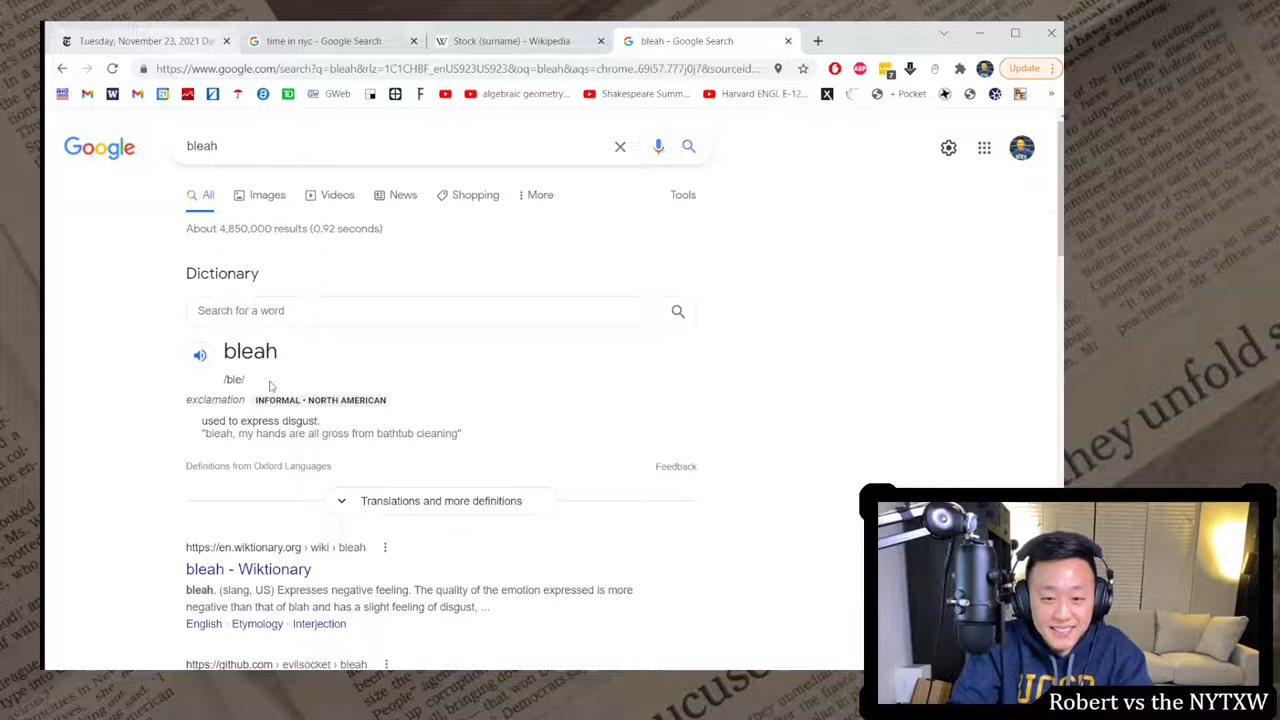 Tuesday, November 23, 2021 Da
time in nyc - Google Search
Stock (surname) - Wikipedia
bleah - Google Search
https://www.google.com/search?q=bleah&rlz=1C1CHBF_enUS923US923&oq=bleah&aqs=chrome..69i57.777j0j7&sourceid...
Update
GWeb
algebraic geometry...
Shakespeare Summ...
Harvard ENGL E-12...
+ Pocket
Google
bleah
All
Images
Videos
News
Shopping
More
Tools
About 4,850,000 results (0.92 seconds)
Dictionary
Search for a word
bleah
/ble/
exclamation INFORMAL • NORTH AMERICAN
used to express disgust.
"bleah, my hands are all gross from bathtub cleaning"
Definitions from Oxford Languages
Feedback
Translations and more definitions
https://en.wiktionary.org › wiki › bleah
bleah - Wiktionary
bleah. (slang, US) Expresses negative feeling. The quality of the emotion expressed is more
negative than that of blah and has a slight feeling of disgust, ...
English · Etymology · Interjection
https://github.com › evilsocket › bleah
they unfold s
Robert vs the NYTXW